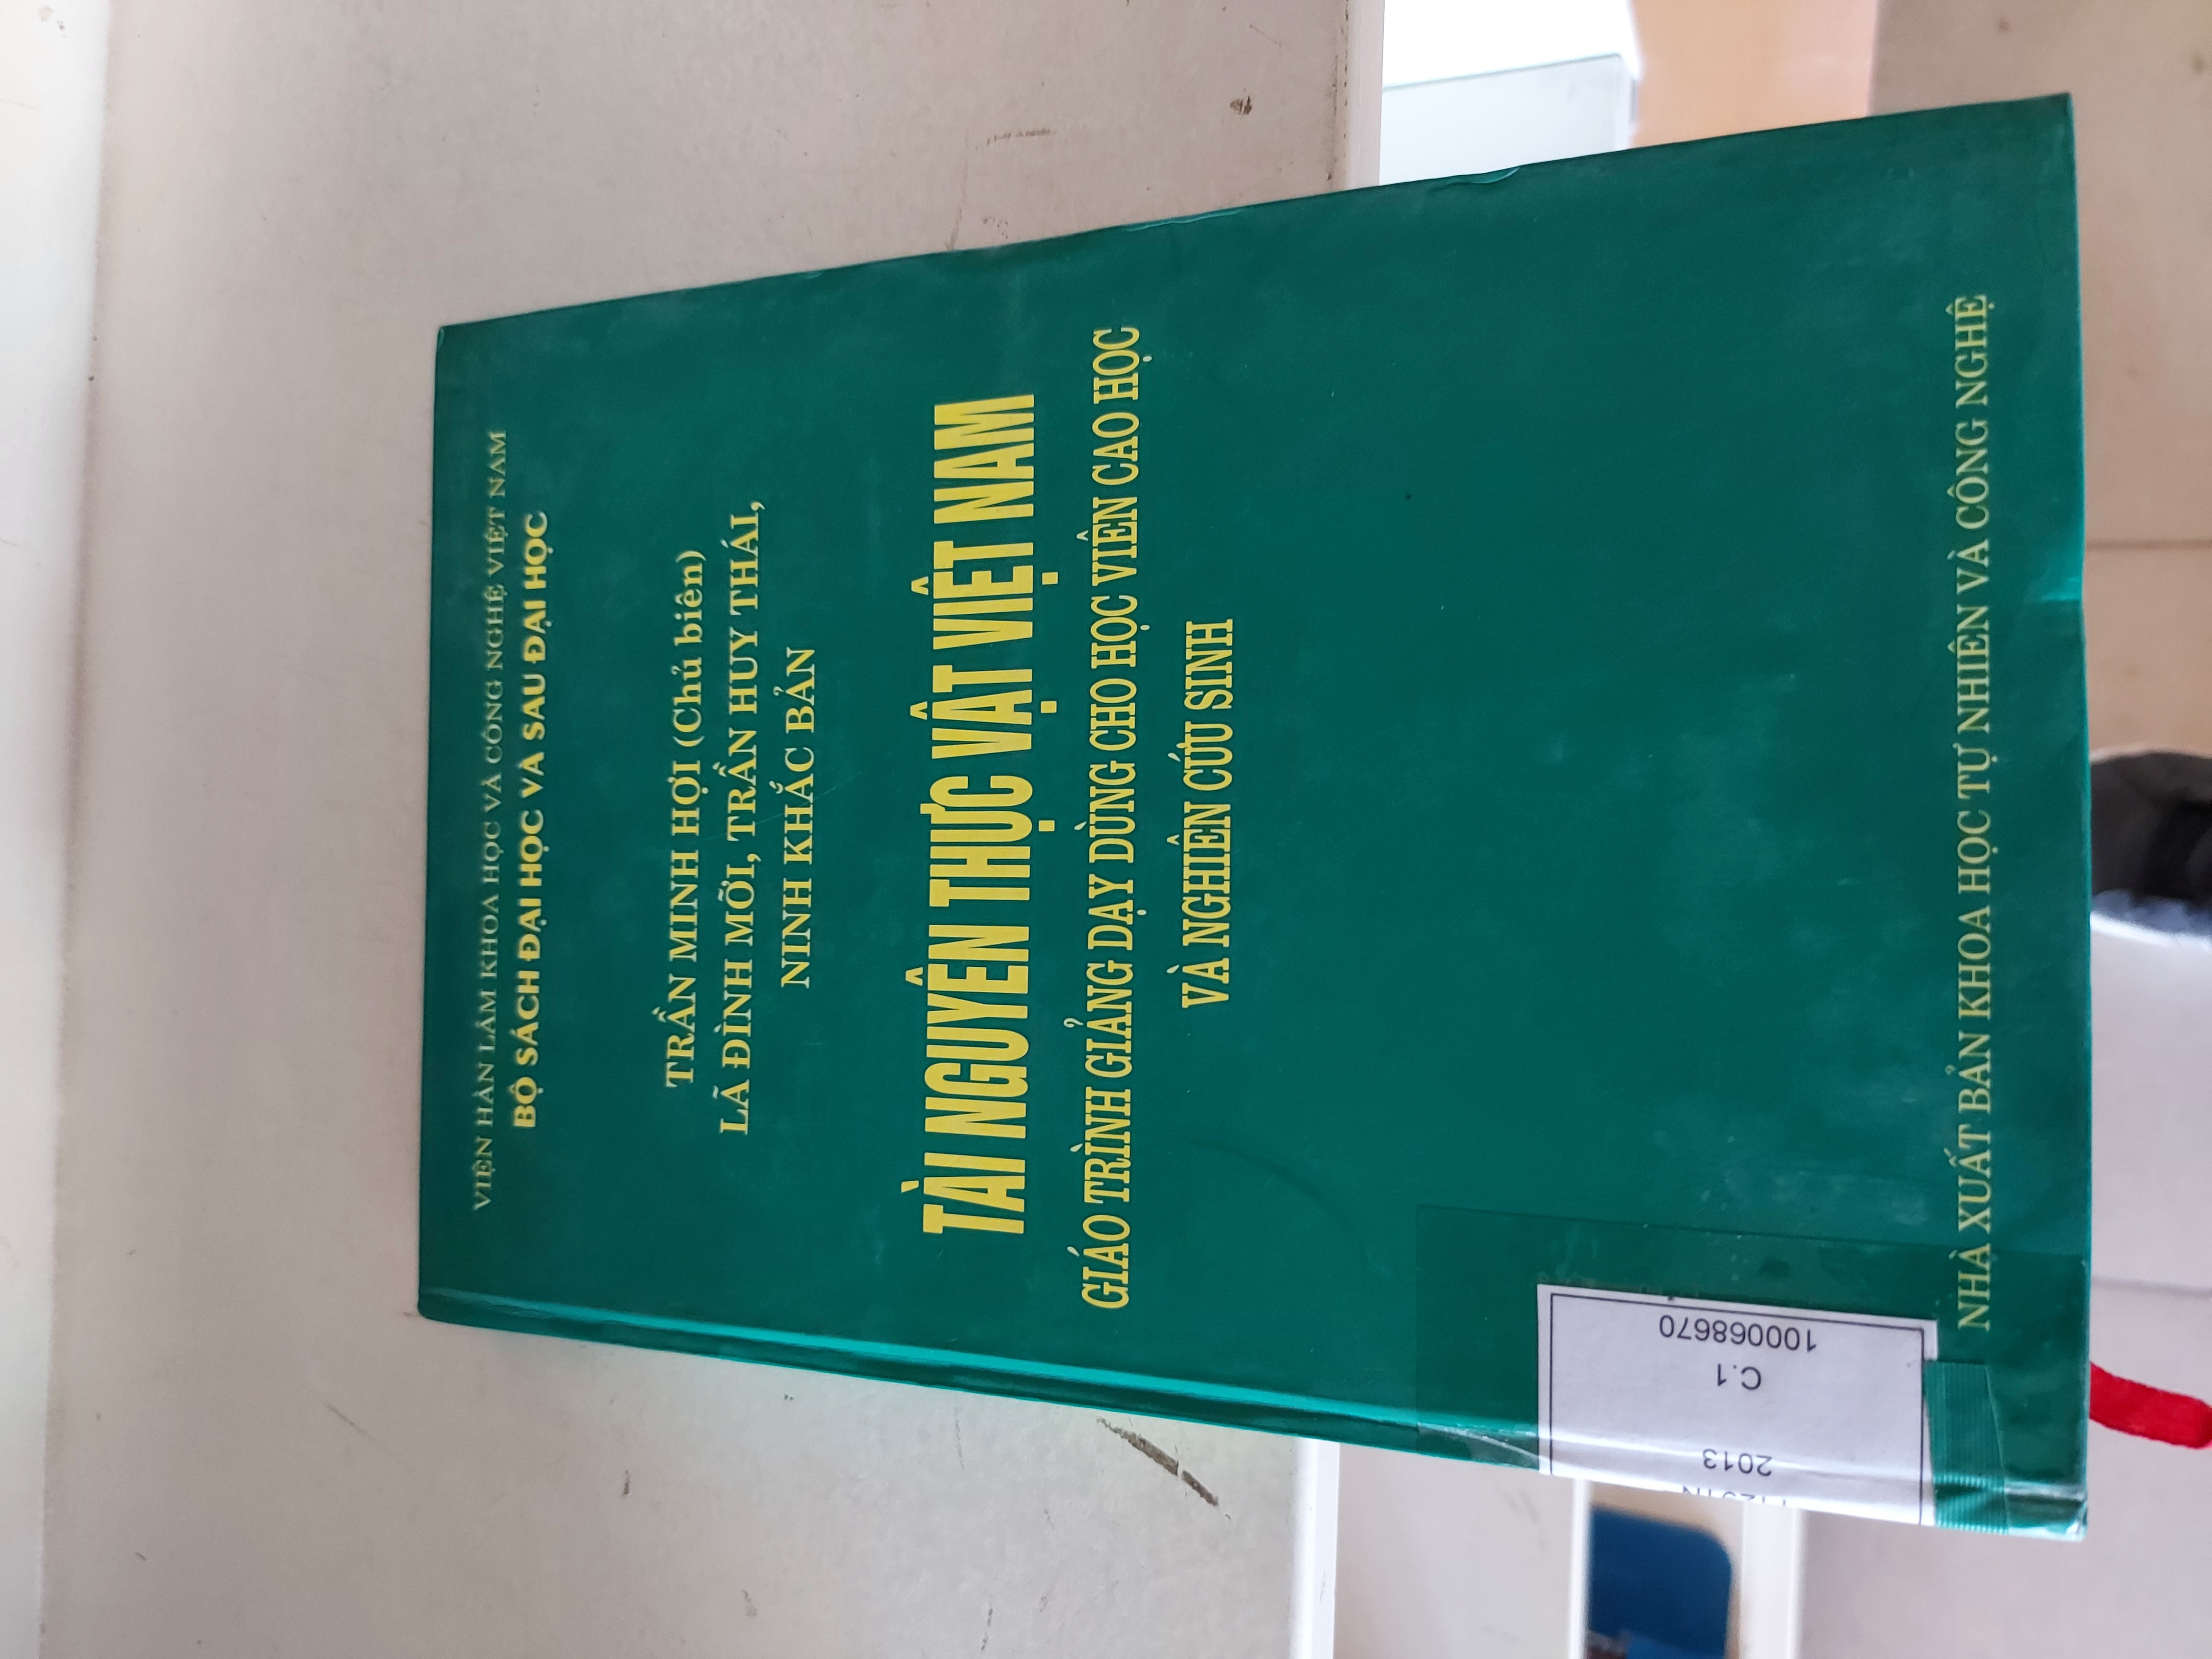 VIỆN HÀN LÂM KHOA HỌC VÀ CÔNG NGHỆ VIỆT NAM
BỘ SÁCH ĐẠI HỌC VÀ SAU ĐẠI HỌC
TRẦN MINH HỢI (Chủ biên)
LÃ ĐÌNH MỠI, TRẦN HUY THÁI,
NINH KHẮC BẢN
TÀI NGUYÊN THỰC VẬT VIỆT NAM
GIÁO TRÌNH GIẢNG DẠY DÙNG CHO HỌC VIÊN CAO HỌC
VÀ NGHIÊN CỨU SINH
2013
C.1
100068670
NHÀ XUẤT BẢN KHOA HỌC TỰ NHIÊN VÀ CÔNG NGHỆ